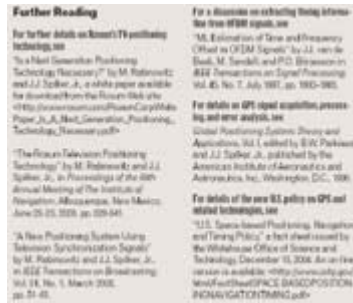 Further Reading
For further details on Rosum's TV-positioning
technology, see
"Is a Next Generation Positioning
Technology Necessary?" by M. Rabinowitz
and J.J. Spilker Jr., a white paper available
for download from the Rosum Web site:
Technology_Necessary.pdf>
"The Rosum Television Positioning
Technology" by M. Rabinowitz and J.J.
Spilker, Jr., in Proceedings of the 59th
Annual Meeting of The Institute of
Navigation, Albuquerque, New Mexico,
June 23-25, 2003, pp.
"A New Positioning System Using
Television Synchronization Signals"
by M. Rabinowitz and J.J. Spilker, Jr.,
in IEEE Transactions on Broadcasting,
Vol. 51, No. 1, March 2005,
pp. 51-61.
For a discussion on extracting timing informa-
tion from OFDM signals, see
"ML Estimation of Time and Frequency
Offset in OFDM Signals" by J.J. van de
Beek, M. Sandell, and P.O. Börjesson in
IEEE Transactions on Signal Processing,
Vol. 45, No. 7, July 1997, pp. 1800-1805.
For details on GPS signal acquisition, process-
ing and error analysis, see
Global Positioning System: Theory and
Applications, Vol. I, edited by B.W. Parkinson
and J.J. Spilker Jr., published by the
American Institute of Aeronautics and
Astronautics, Inc., Washington, D.C., 1996.
For details of the new U.S. policy on GPS and
related technologies, see
"U.S. Space-based Positioning, Navigation
and Timing Policy," a fact sheet issued by
the Whitehouse Office of Science and
Technology, December 15, 2004. An on-line
version is available